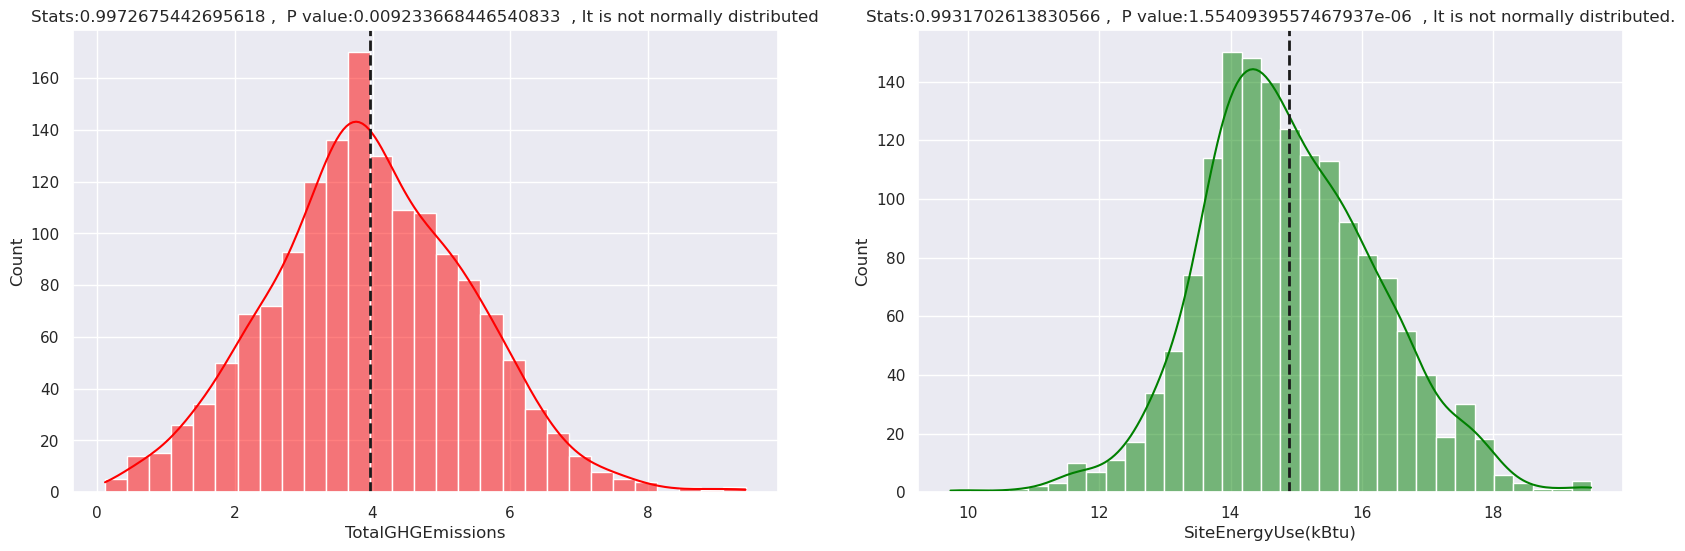 Stats:0.9972675442695618 ,  P value:0.009233668446540833  , It is not normally distributed
160
140
120
100
80
60
40
20
0
Count
0 2 4 6 8
TotalGHGEmissions
Stats:0.9931702613830566 ,  P value:1.5540939557467937e-06  , It is not normally distributed.
140
120
100
80
60
40
20
0
Count
10 12 14 16 18
SiteEnergyUse(kBtu)